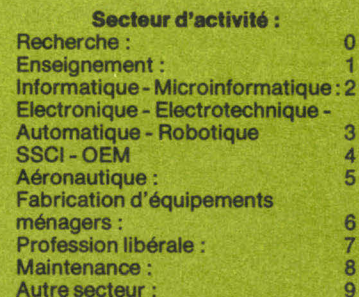 Secteur d'activité :
Recherche : 0
Enseignement : 1
Informatique - Microinformatique : 2
Electronique - Electrotechnique -
Automatique - Robotique 3
SSCI - OEM 4
Aéronautique : 5
Fabrication d'équipements
ménagers : 6
Profession libérale : 7
Maintenance : 8
Autre secteur : 9